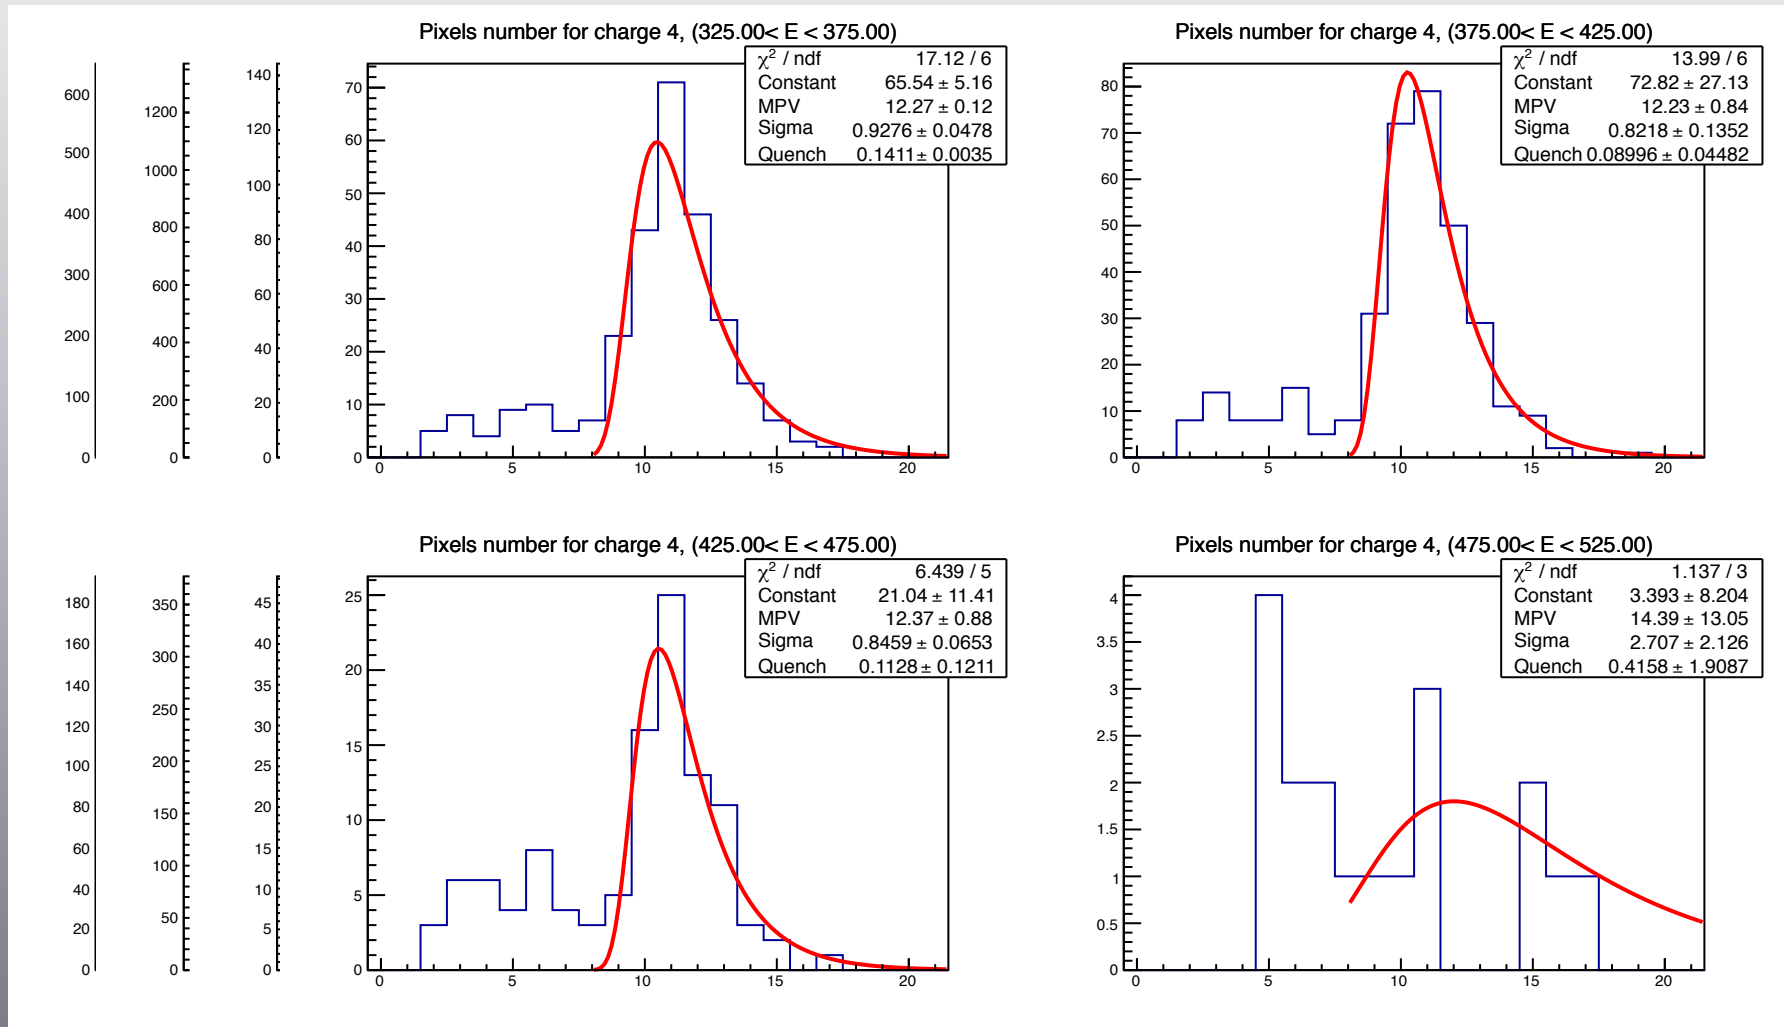 Pixels number for charge 4, (325.00< E < 375.00)
χ² / ndf 17.12 / 6
Constant 65.54 ± 5.16
MPV 12.27 ± 0.12
Sigma 0.9276 ± 0.0478
Quench 0.1411 ± 0.0035
600
500
400
300
200
100
0
1200
1000
800
600
400
200
0
140
120
100
80
60
40
20
0
70
60
50
40
30
20
10
0
0 5 10 15 20
Pixels number for charge 4, (375.00< E < 425.00)
χ² / ndf 13.99 / 6
Constant 72.82 ± 27.13
MPV 12.23 ± 0.84
Sigma 0.8218 ± 0.1352
Quench 0.08996 ± 0.04482
80
70
60
50
40
30
20
10
0
0 5 10 15 20
Pixels number for charge 4, (425.00< E < 475.00)
χ² / ndf 6.439 / 5
Constant 21.04 ± 11.41
MPV 12.37 ± 0.88
Sigma 0.8459 ± 0.0653
Quench 0.1128 ± 0.1211
180
160
140
120
100
80
60
40
20
0
350
300
250
200
150
100
50
0
45
40
35
30
25
20
15
10
5
0
25
20
15
10
5
0
0 5 10 15 20
Pixels number for charge 4, (475.00< E < 525.00)
χ² / ndf 1.137 / 3
Constant 3.393 ± 8.204
MPV 14.39 ± 13.05
Sigma 2.707 ± 2.126
Quench 0.4158 ± 1.9087
4
3.5
3
2.5
2
1.5
1
0.5
0
0 5 10 15 20